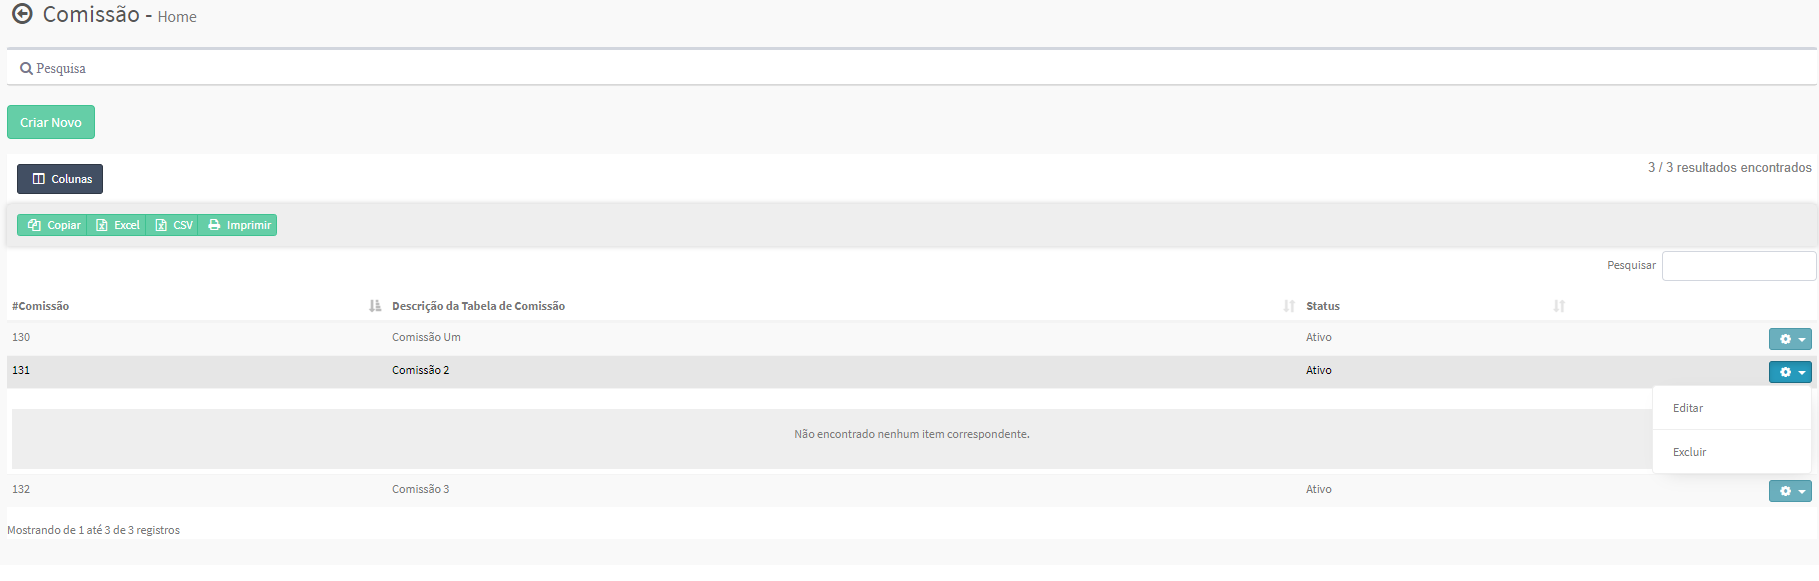 Comissão - Home
Pesquisa
Criar Novo
Colunas
3 / 3 resultados encontrados
Copiar Excel CSV Imprimir
Pesquisar
#Comissão Descrição da Tabela de Comissão Status
130 Comissão Um Ativo
131 Comissão 2 Ativo
Editar
Não encontrado nenhum item correspondente.
Excluir
132 Comissão 3 Ativo
Mostrando de 1 até 3 de 3 registros